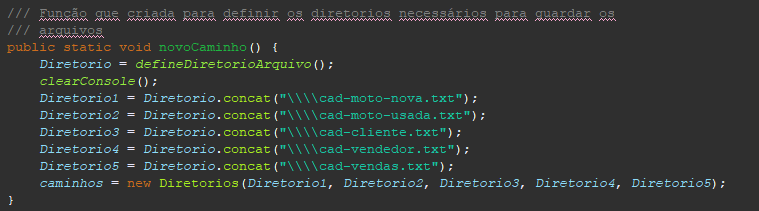 /// Função que criada para definir os diretorios necessários para guardar os
/// arquivos
public static void novoCaminho() {
Diretorio = defineDiretorioArquivo();
clearConsole();
Diretorio1 = Diretorio.concat("\\\\cad-moto-nova.txt");
Diretorio2 = Diretorio.concat("\\\\cad-moto-usada.txt");
Diretorio3 = Diretorio.concat("\\\\cad-cliente.txt");
Diretorio4 = Diretorio.concat("\\\\cad-vendedor.txt");
Diretorio5 = Diretorio.concat("\\\\cad-vendas.txt");
caminhos = new Diretorios(Diretorio1, Diretorio2, Diretorio3, Diretorio4, Diretorio5);
}